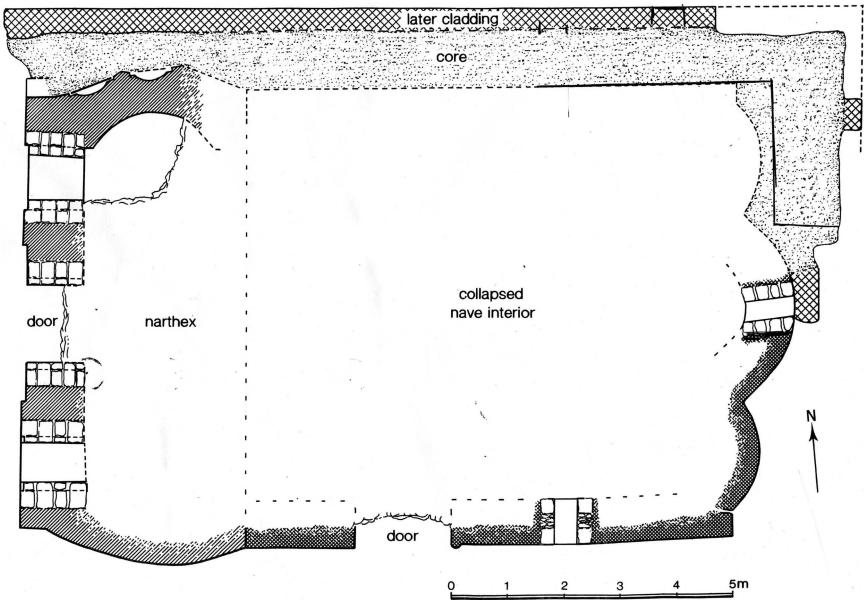 later cladding
core
door
narthex
collapsed
nave interior
N
door
0 1 2 3 4 5m